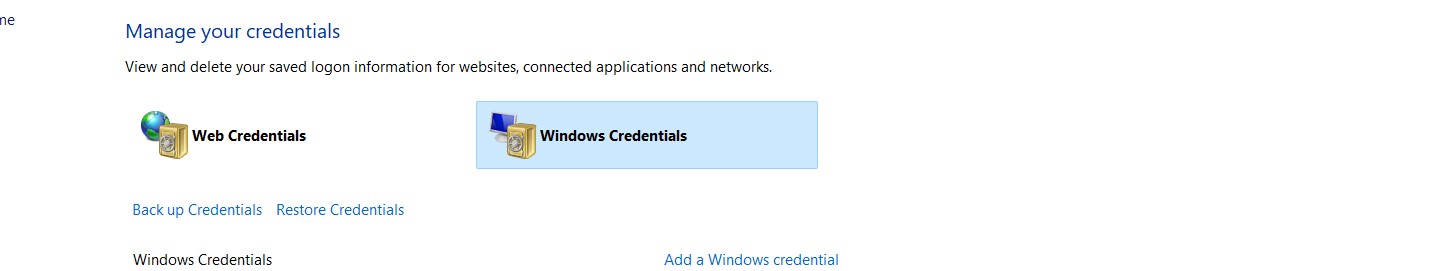 me
Manage your credentials
View and delete your saved logon information for websites, connected applications and networks.
Web Credentials Windows Credentials
Back up Credentials Restore Credentials
Windows Credentials Add a Windows credential